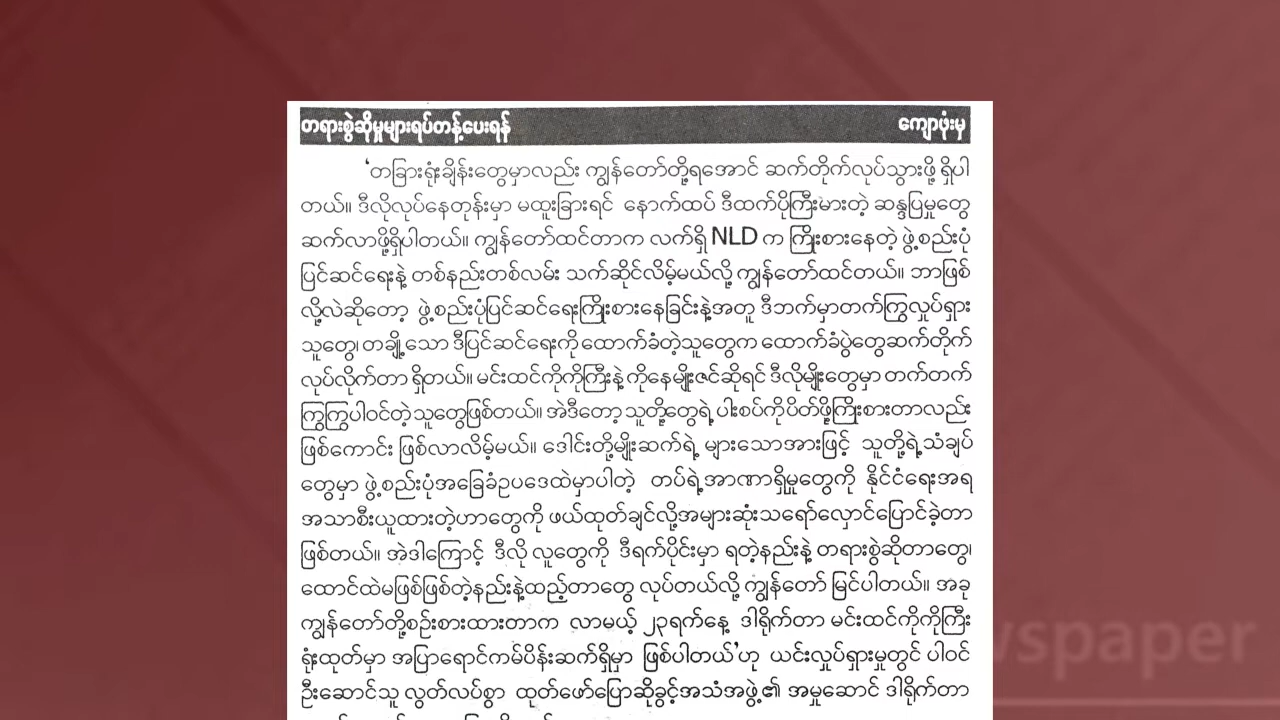 တရားစွဲဆိုမှုများရပ်တန့်ပေးရန် ကျောဖုံးမှ
‘တခြားရုံးချိန်းတွေမှာလည်း ကျွန်တော်တို့ရအောင် ဆက်တိုက်လုပ်သွားဖို့ ရှိပါ
တယ်။ ဒီလိုလုပ်နေတုန်းမှာ မထူးခြားရင် နောက်ထပ် ဒီထက်ပိုကြီးမားတဲ့ ဆန္ဒပြမှုတွေ
ဆက်လာဖို့ရှိပါတယ်။ ကျွန်တော်ထင်တာက လက်ရှိ NLD က ကြိုးစားနေတဲ့ ဖွဲ့စည်းပုံ
ပြင်ဆင်ရေးနဲ့ တစ်နည်းတစ်လမ်း သက်ဆိုင်လိမ့်မယ်လို့ ကျွန်တော်ထင်တယ်။ ဘာဖြစ်
လို့လဲဆိုတော့ ဖွဲ့စည်းပုံပြင်ဆင်ရေးကြိုးစားနေခြင်းနဲ့အတူ ဒီဘက်မှာတက်ကြွလှုပ်ရှား
သူတွေ၊ တချို့သော ဒီပြင်ဆင်ရေးကို ထောက်ခံတဲ့သူတွေက ထောက်ခံပွဲတွေဆက်တိုက်
လုပ်လိုက်တာ ရှိတယ်။ မင်းထင်ကိုကိုကြီးနဲ့ ကိုနေမျိုးဇင်ဆိုရင် ဒီလိုမျိုးတွေမှာ တက်တက်
ကြွကြွပါဝင်တဲ့သူတွေဖြစ်တယ်။ အဲဒီတော့ သူတို့တွေရဲ့ ပါးစပ်ကိုပိတ်ဖို့ကြိုးစားတာလည်း
ဖြစ်ကောင်း ဖြစ်လာလိမ့်မယ်။ ဒေါင်းတို့မျိုးဆက်ရဲ့ များသောအားဖြင့် သူတို့ရဲ့သံချပ်
တွေမှာ ဖွဲ့စည်းပုံအခြေခံဥပဒေထဲမှာပါတဲ့ တပ်ရဲ့အာဏာရှိမှုတွေကို နိုင်ငံရေးအရ
အသာစီးယူထားတဲ့ဟာတွေကို ဖယ်ထုတ်ချင်လို့အများဆုံးသရော်လှောင်ပြောင်ခဲ့တာ
ဖြစ်တယ်။ အဲဒါကြောင့် ဒီလို လူတွေကို ဒီရက်ပိုင်းမှာ ရတဲ့နည်းနဲ့ တရားစွဲဆိုတာတွေ၊
ထောင်ထဲမဖြစ်ဖြစ်တဲ့နည်းနဲ့ထည့်တာတွေ လုပ်တယ်လို့ ကျွန်တော် မြင်ပါတယ်။ အခု
ကျွန်တော်တို့စဉ်းစားထားတာက လာမယ့် ၂၃ရက်နေ့ ဒါရိုက်တာ မင်းထင်ကိုကိုကြီး
ရုံးထုတ်မှာ အပြာရောင်ကမ်ပိန်းဆက်ရှိမှာ ဖြစ်ပါတယ်’ဟု ယင်းလှုပ်ရှားမှုတွင် ပါဝင်
ဦးဆောင်သူ လွတ်လပ်စွာ ထုတ်ဖော်ပြောဆိုခွင့်အသံအဖွဲ့၏ အမှုဆောင် ဒါရိုက်တာ